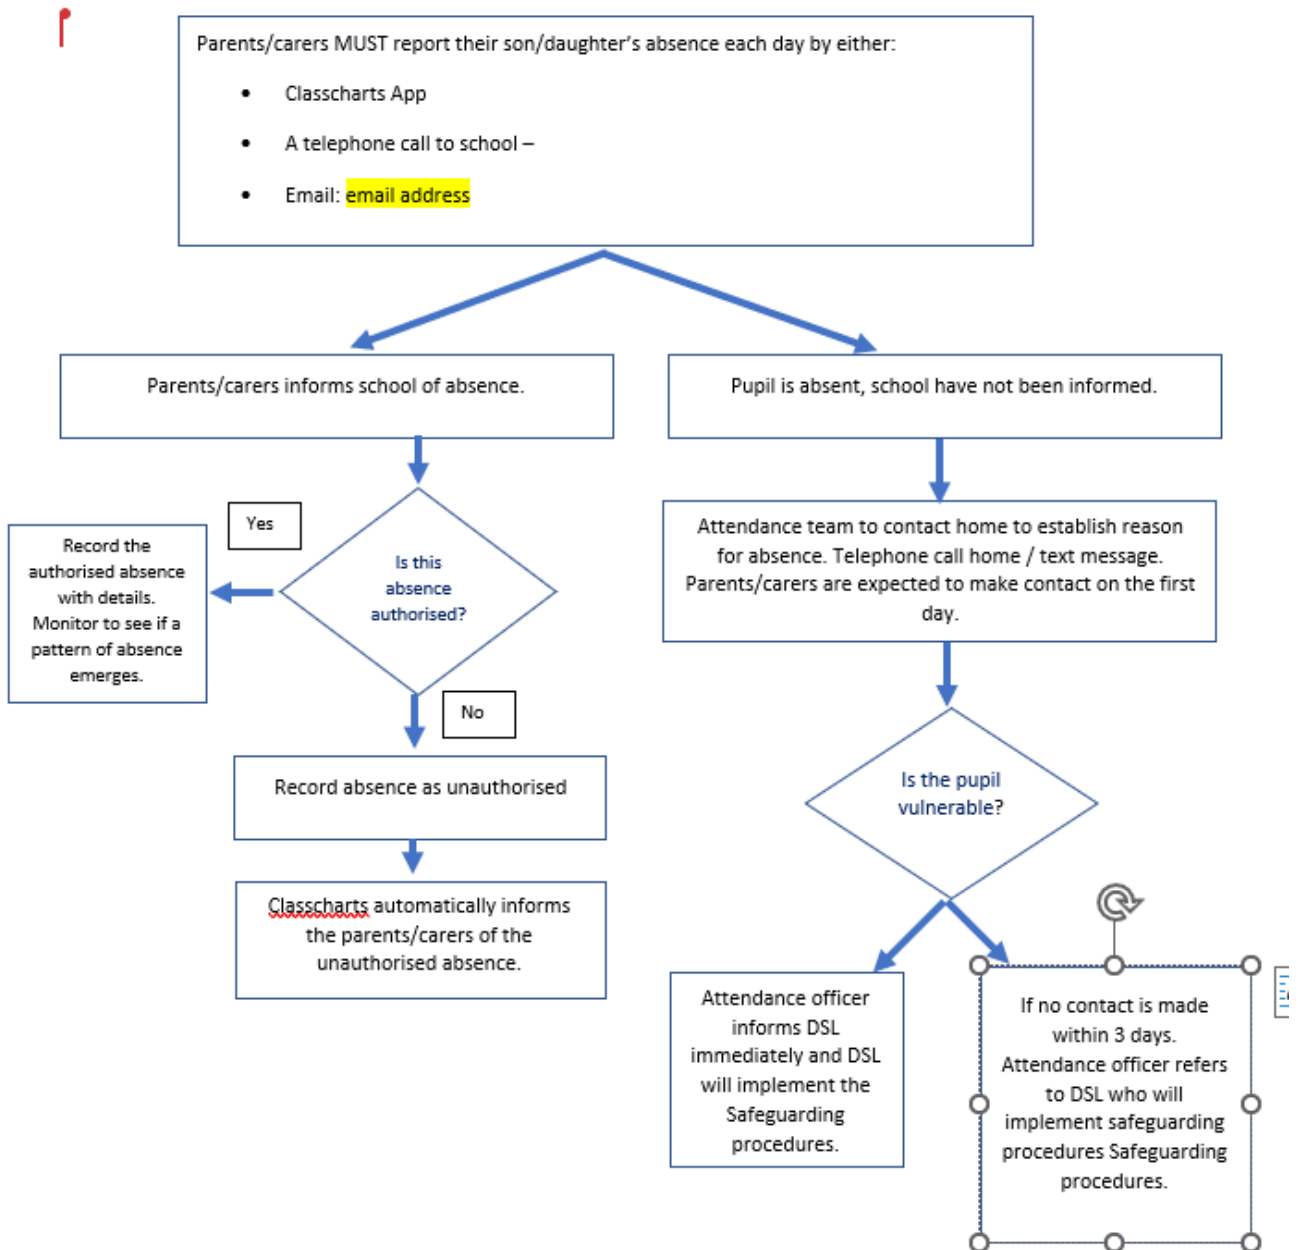 Parents/carers MUST report their son/daughter's absence each day by either:
• Classcharts App
• A telephone call to school –
• Email: email address
Parents/carers informs school of absence.
Pupil is absent, school have not been informed.
Yes
Record the
authorised absence
with details.
Monitor to see if a
pattern of absence
emerges.
Is this
absence
authorised?
No
Record absence as unauthorised
Classcharts automatically informs
the parents/carers of the
unauthorised absence.
Attendance team to contact home to establish reason
for absence. Telephone call home / text message.
Parents/carers are expected to make contact on the first
day.
Is the pupil
vulnerable?
Attendance officer
informs DSL
immediately and DSL
will implement the
Safeguarding
procedures.
If no contact is made
within 3 days.
Attendance officer refers
to DSL who will
implement safeguarding
procedures Safeguarding
procedures.